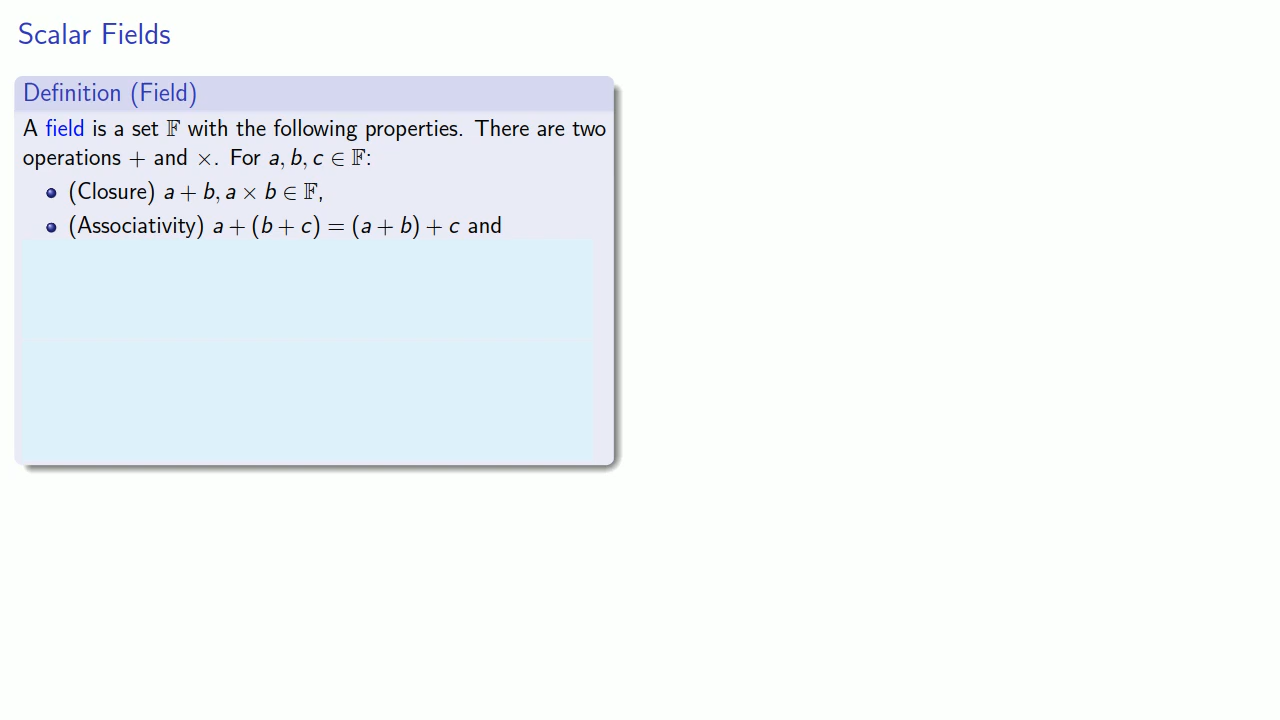 Scalar Fields
Definition (Field)
A field is a set 𝔽 with the following properties. There are two
operations + and ×. For a, b, c ∈ 𝔽:
(Closure) a + b, a × b ∈ 𝔽,
(Associativity) a + (b + c) = (a + b) + c and